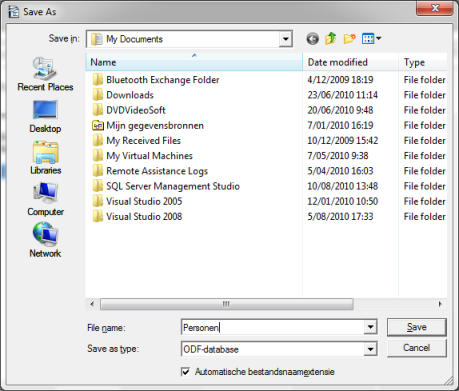 Save As
Save in: My Documents
Name Date modified Type
Recent Places
Desktop
Libraries
Computer
Network
Bluetooth Exchange Folder 4/12/2009 18:19 File folder
Downloads 23/06/2010 11:14 File folder
DVDVideoSoft 20/06/2010 9:48 File folder
Mijn gegevensbronnen 7/01/2010 16:19 File folder
My Received Files 10/12/2009 15:42 File folder
My Virtual Machines 7/05/2010 9:38 File folder
Remote Assistance Logs 5/04/2010 16:03 File folder
SQL Server Management Studio 10/08/2010 13:48 File folder
Visual Studio 2005 12/01/2010 10:50 File folder
Visual Studio 2008 5/08/2010 17:33 File folder
File name: Personen Save
Save as type: ODF-database Cancel
Automatische bestandsnaamextensie